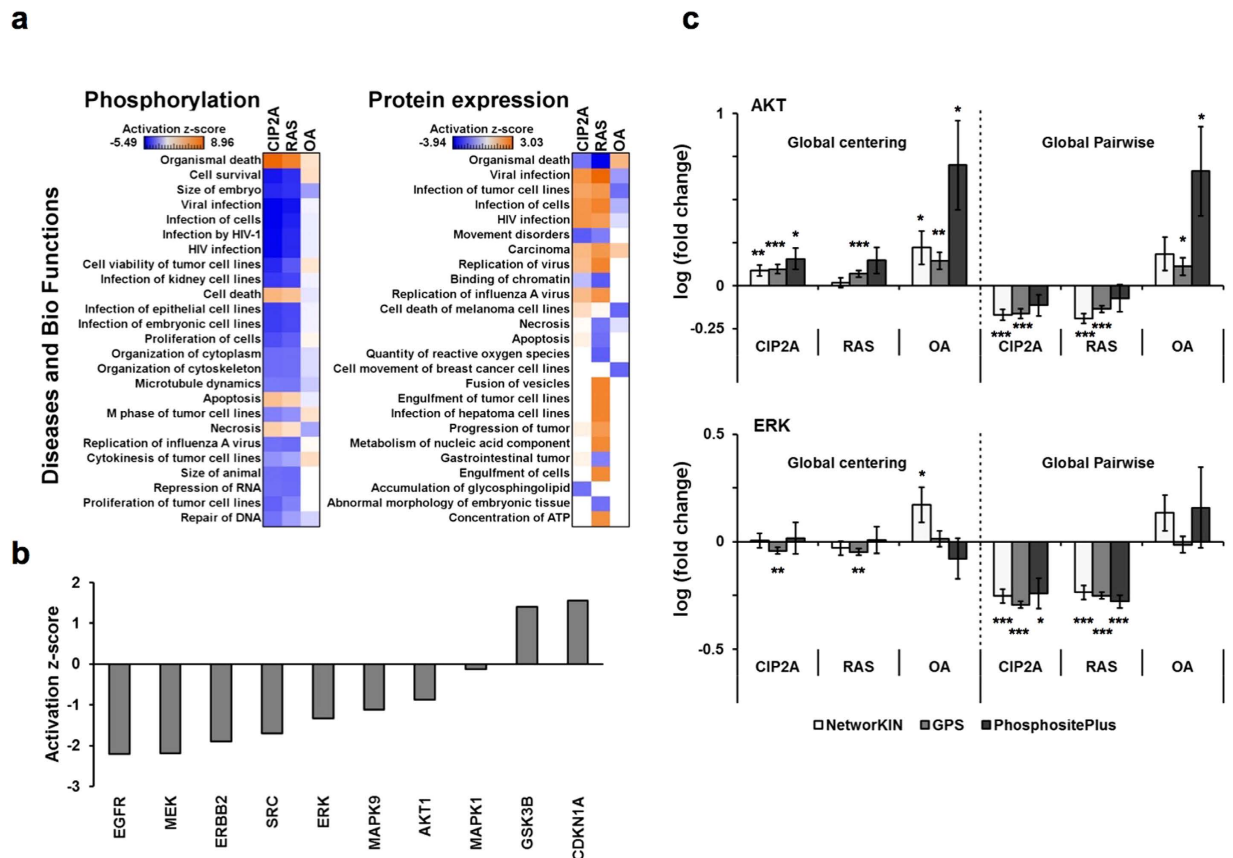 a
Phosphorylation
Activation z-score
-5.49 8.96
CIP2A
RAS
OA
Diseases and Bio Functions
Organismal death
Cell survival
Size of embryo
Viral infection
Infection of cells
Infection by HIV-1
HIV infection
Cell viability of tumor cell lines
Infection of kidney cell lines
Cell death
Infection of epithelial cell lines
Infection of embryonic cell lines
Proliferation of cells
Organization of cytoplasm
Organization of cytoskeleton
Microtubule dynamics
Apoptosis
M phase of tumor cell lines
Necrosis
Replication of influenza A virus
Cytokinesis of tumor cell lines
Size of animal
Repression of RNA
Proliferation of tumor cell lines
Repair of DNA
Protein expression
Activation z-score
-3.94 3.03
CIP2A
RAS
OA
Organismal death
Viral infection
Infection of tumor cell lines
Infection of cells
HIV infection
Movement disorders
Carcinoma
Replication of virus
Binding of chromatin
Replication of influenza A virus
Cell death of melanoma cell lines
Necrosis
Apoptosis
Quantity of reactive oxygen species
Cell movement of breast cancer cell lines
Fusion of vesicles
Engulfment of tumor cell lines
Infection of hepatoma cell lines
Progression of tumor
Metabolism of nucleic acid component
Gastrointestinal tumor
Engulfment of cells
Accumulation of glycosphingolipid
Abnormal morphology of embryonic tissue
Concentration of ATP
b
Activation z-score
2
1
0
-1
-2
-3
EGFR
MEK
ERBB2
SRC
ERK
MAPK9
AKT1
MAPK1
GSK3B
CDKN1A
c
AKT
Global centering Global Pairwise
log (fold change)
1
0
-0.25
** *** * *** * ** * * *
*** *** *** ***
CIP2A RAS OA CIP2A RAS OA
ERK
Global centering Global Pairwise
log (fold change)
0.5
0
-0.5
*
** ** *** *** * *** *** ***
CIP2A RAS OA CIP2A RAS OA
NetworKIN GPS PhosphositePlus